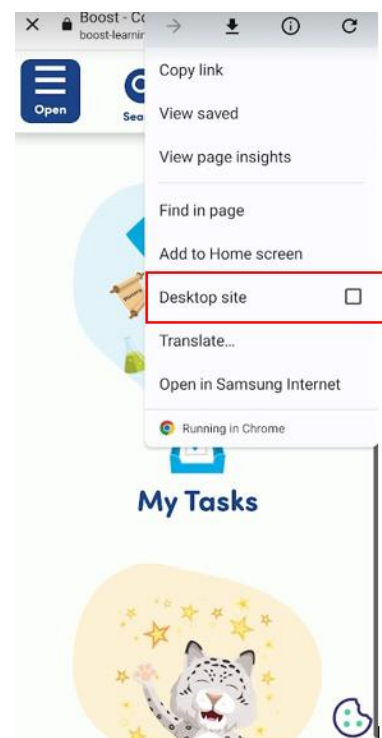 Boost - Co
boost-learnin
Open
Sea
Copy link
View saved
View page insights
Find in page
Add to Home screen
Desktop site
Translate...
Open in Samsung Internet
Running in Chrome
My Tasks